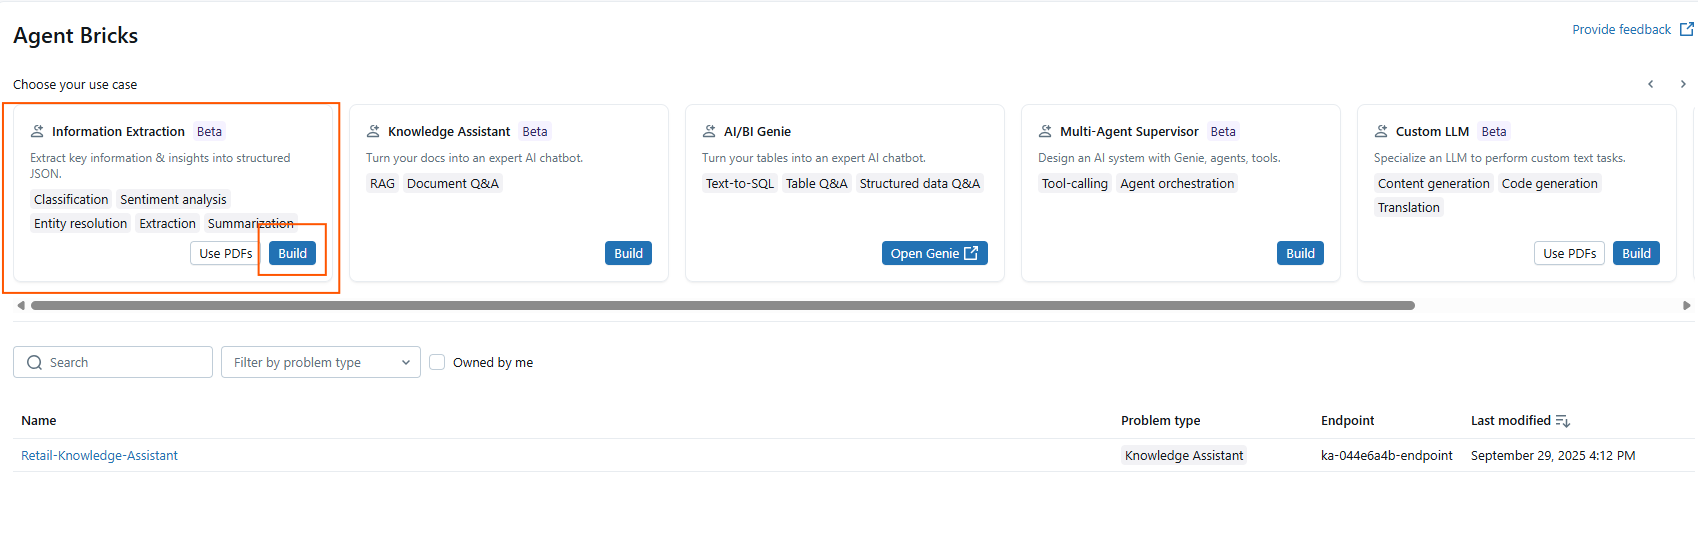 Agent Bricks
Provide feedback
Choose your use case
Information Extraction Beta
Extract key information & insights into structured
JSON.
Classification Sentiment analysis
Entity resolution Extraction Summarization
Use PDFs Build
Knowledge Assistant Beta
Turn your docs into an expert AI chatbot.
RAG Document Q&A
Build
AI/BI Genie
Turn your tables into an expert AI chatbot.
Text-to-SQL Table Q&A Structured data Q&A
Open Genie
Multi-Agent Supervisor Beta
Design an AI system with Genie, agents, tools.
Tool-calling Agent orchestration
Build
Custom LLM Beta
Specialize an LLM to perform custom text tasks.
Content generation Code generation
Translation
Use PDFs Build
Search Filter by problem type Owned by me
Name Problem type Endpoint Last modified
Retail-Knowledge-Assistant Knowledge Assistant ka-044e6a4b-endpoint September 29, 2025 4:12 PM